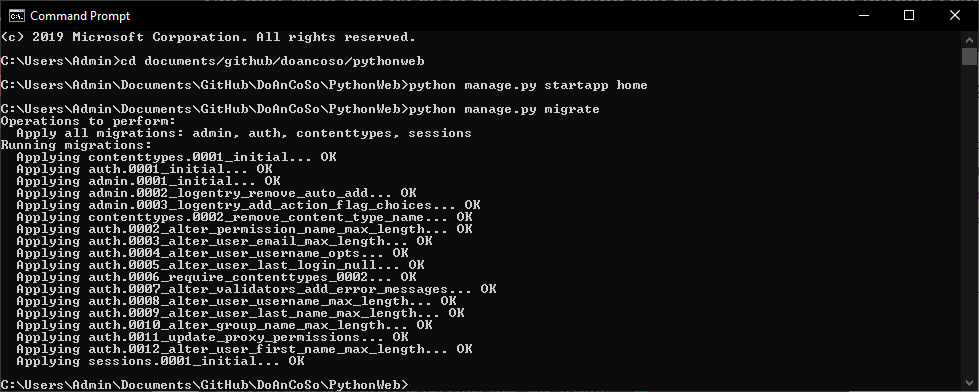 Command Prompt
(c) 2019 Microsoft Corporation. All rights reserved.
C:\Users\Admin>cd documents/github/doancoso/pythonweb
C:\Users\Admin\Documents\GitHub\DoAnCoSo\PythonWeb>python manage.py startapp home
C:\Users\Admin\Documents\GitHub\DoAnCoSo\PythonWeb>python manage.py migrate
Operations to perform:
  Apply all migrations: admin, auth, contenttypes, sessions
Running migrations:
  Applying contenttypes.0001_initial... OK
  Applying auth.0001_initial... OK
  Applying admin.0001_initial... OK
  Applying admin.0002_logentry_remove_auto_add... OK
  Applying admin.0003_logentry_add_action_flag_choices... OK
  Applying contenttypes.0002_remove_content_type_name... OK
  Applying auth.0002_alter_permission_name_max_length... OK
  Applying auth.0003_alter_user_email_max_length... OK
  Applying auth.0004_alter_user_username_opts... OK
  Applying auth.0005_alter_user_last_login_null... OK
  Applying auth.0006_require_contenttypes_0002... OK
  Applying auth.0007_alter_validators_add_error_messages... OK
  Applying auth.0008_alter_user_username_max_length... OK
  Applying auth.0009_alter_user_last_name_max_length... OK
  Applying auth.0010_alter_group_name_max_length... OK
  Applying auth.0011_update_proxy_permissions... OK
  Applying auth.0012_alter_user_first_name_max_length... OK
  Applying sessions.0001_initial... OK
C:\Users\Admin\Documents\GitHub\DoAnCoSo\PythonWeb>